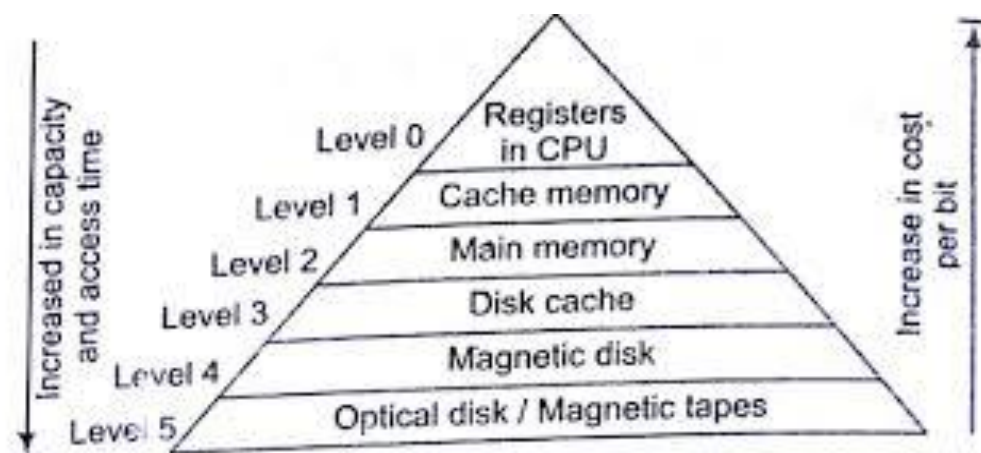 Increased in capacity
and access time
Level 0
Registers
in CPU
Level 1
Cache memory
Level 2
Main memory
Level 3
Disk cache
Level 4
Magnetic disk
Level 5
Optical disk / Magnetic tapes
Increase in cost
per bit